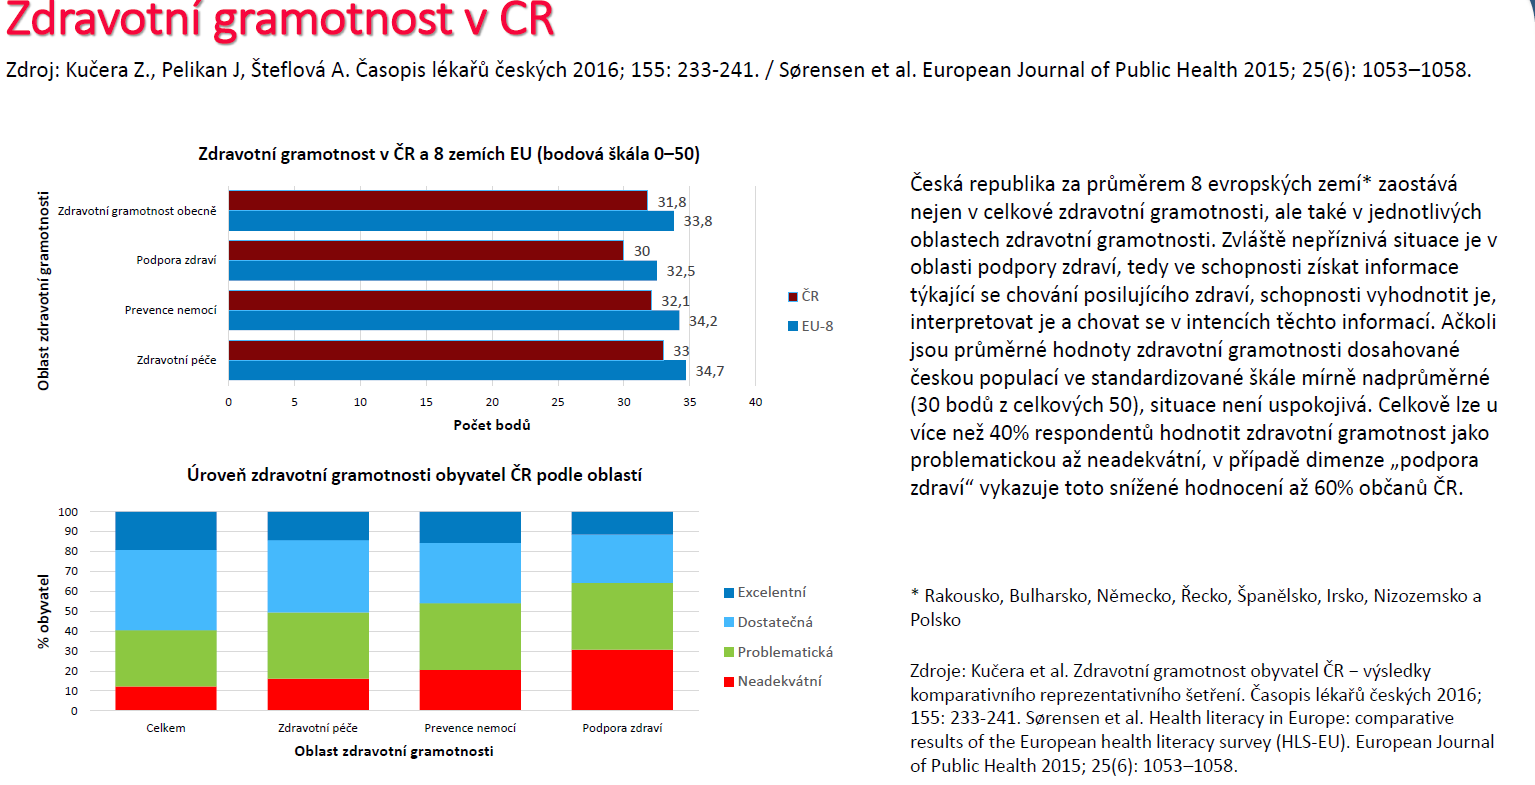 Zdravotní gramotnost v ČR
Zdroj: Kučera Z., Pelikan J, Šteflová A. Časopis lékařů českých 2016; 155: 233-241. / Sørensen et al. European Journal of Public Health 2015; 25(6): 1053–1058.
Zdravotní gramotnost v ČR a 8 zemích EU (bodová škála 0–50)
Oblast zdravotní gramotnosti
Zdravotní gramotnost obecně
31,8
33,8
Podpora zdraví
30
32,5
Prevence nemocí
32,1
34,2
Zdravotní péče
33
34,7
0 5 10 15 20 25 30 35 40
Počet bodů
ČR
EU-8
Úroveň zdravotní gramotnosti obyvatel ČR podle oblastí
% obyvatel
100
90
80
70
60
50
40
30
20
10
0
Celkem Zdravotní péče Prevence nemocí Podpora zdraví
Oblast zdravotní gramotnosti
Excelentní
Dostatečná
Problematická
Neadekvátní
Česká republika za průměrem 8 evropských zemí* zaostává
nejen v celkové zdravotní gramotnosti, ale také v jednotlivých
oblastech zdravotní gramotnosti. Zvláště nepříznivá situace je v
oblasti podpory zdraví, tedy ve schopnosti získat informace
týkající se chování posilujícího zdraví, schopnosti vyhodnotit je,
interpretovat je a chovat se v intencích těchto informací. Ačkoli
jsou průměrné hodnoty zdravotní gramotnosti dosahované
českou populací ve standardizované škále mírně nadprůměrné
(30 bodů z celkových 50), situace není uspokojivá. Celkově lze u
více než 40% respondentů hodnotit zdravotní gramotnost jako
problematickou až neadekvátní, v případě dimenze „podpora
zdraví“ vykazuje toto snížené hodnocení až 60% občanů ČR.
* Rakousko, Bulharsko, Německo, Řecko, Španělsko, Irsko, Nizozemsko a
Polsko
Zdroje: Kučera et al. Zdravotní gramotnost obyvatel ČR – výsledky
komparativního reprezentativního šetření. Časopis lékařů českých 2016;
155: 233-241. Sørensen et al. Health literacy in Europe: comparative
results of the European health literacy survey (HLS-EU). European Journal
of Public Health 2015; 25(6): 1053–1058.